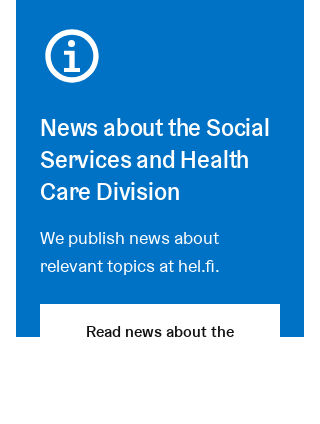 News about the Social
Services and Health
Care Division
We publish news about
relevant topics at hel.fi.
Read news about the